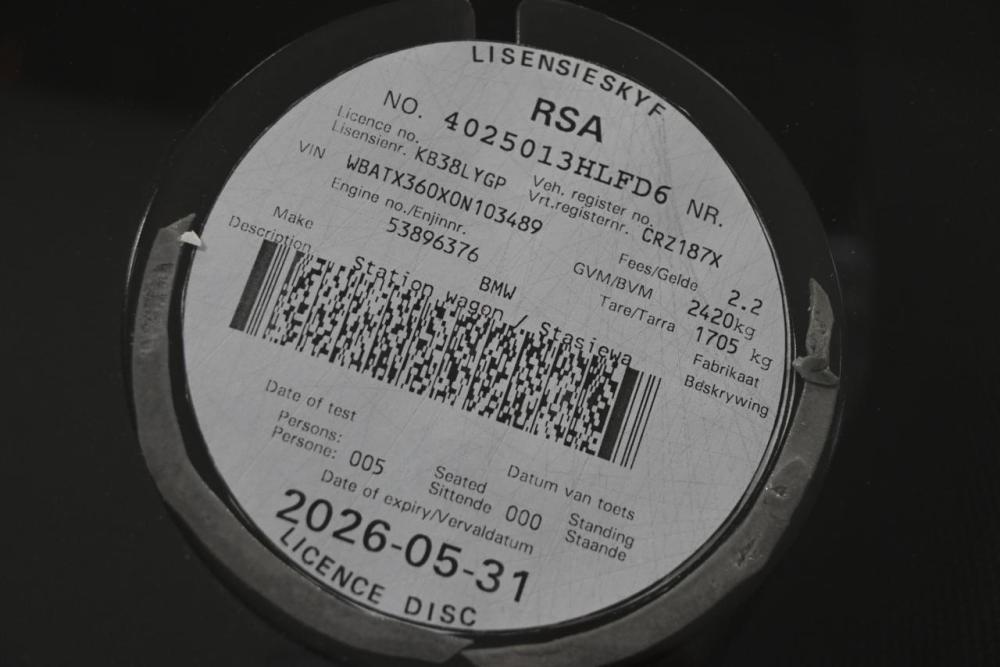 LISENSIESKYF
RSA
NO. 4025013HLFD6 NR.
Licence no. Lisensienr. KB38LYGP Veh. register no. Vrt.registernr. CRZ187X
VIN WBATX360X0N103489 Fees/Gelde 2.2
Engine no./Enjinnr. 53896376 GVM/BVM 2420kg
Tare/Tarra 1705 kg
Make BMW Fabrikaat
Description Station wagon / Stasiewa Beskrywing
Date of test Datum van toets
Persons: Persone: 005 Seated Sittende 000 Standing Staande
Date of expiry/Vervaldatum
2026-05-31
LICENCE DISC